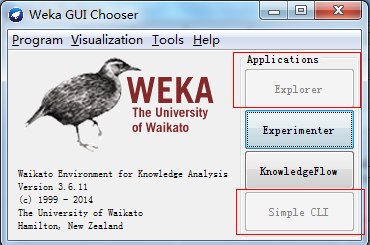 Weka GUI Chooser
Program Visualization Tools Help
WEKA
The University
of Waikato
Waikato Environment for Knowledge Analysis
Version 3.6.11
(c) 1999 - 2014
The University of Waikato
Hamilton, New Zealand
Applications
Explorer
Experimenter
KnowledgeFlow
Simple CLI